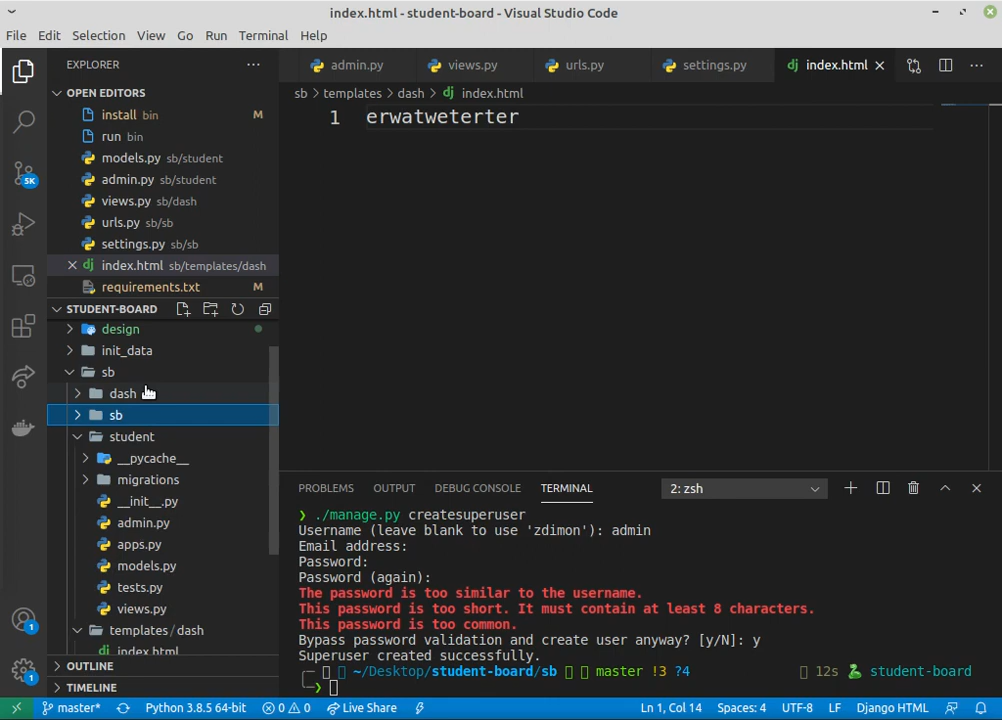 index.html - student-board - Visual Studio Code
File Edit Selection View Go Run Terminal Help
EXPLORER
admin.py views.py urls.py settings.py index.html
OPEN EDITORS
sb > templates > dash > index.html
install bin M
1 erwatweterter
run bin
models.py sb/student
admin.py sb/student
views.py sb/dash
urls.py sb/sb
settings.py sb/sb
index.html sb/templates/dash
requirements.txt M
STUDENT-BOARD
design
init_data
sb
dash
sb
student
__pycache__
migrations
__init__.py
admin.py
apps.py
models.py
tests.py
views.py
templates / dash
index.html
OUTLINE
TIMELINE
5K
1
1
PROBLEMS OUTPUT DEBUG CONSOLE TERMINAL 2: zsh
❯ ./manage.py createsuperuser
Username (leave blank to use 'zdimon'): admin
Email address:
Password:
Password (again):
The password is too similar to the username.
This password is too short. It must contain at least 8 characters.
This password is too common.
Bypass password validation and create user anyway? [y/N]: y
Superuser created successfully.
~/Desktop/student-board/sb master !3 ?4 12s student-board
master* Python 3.8.5 64-bit 0 0 Live Share Ln 1, Col 14 Spaces: 4 UTF-8 LF Django HTML